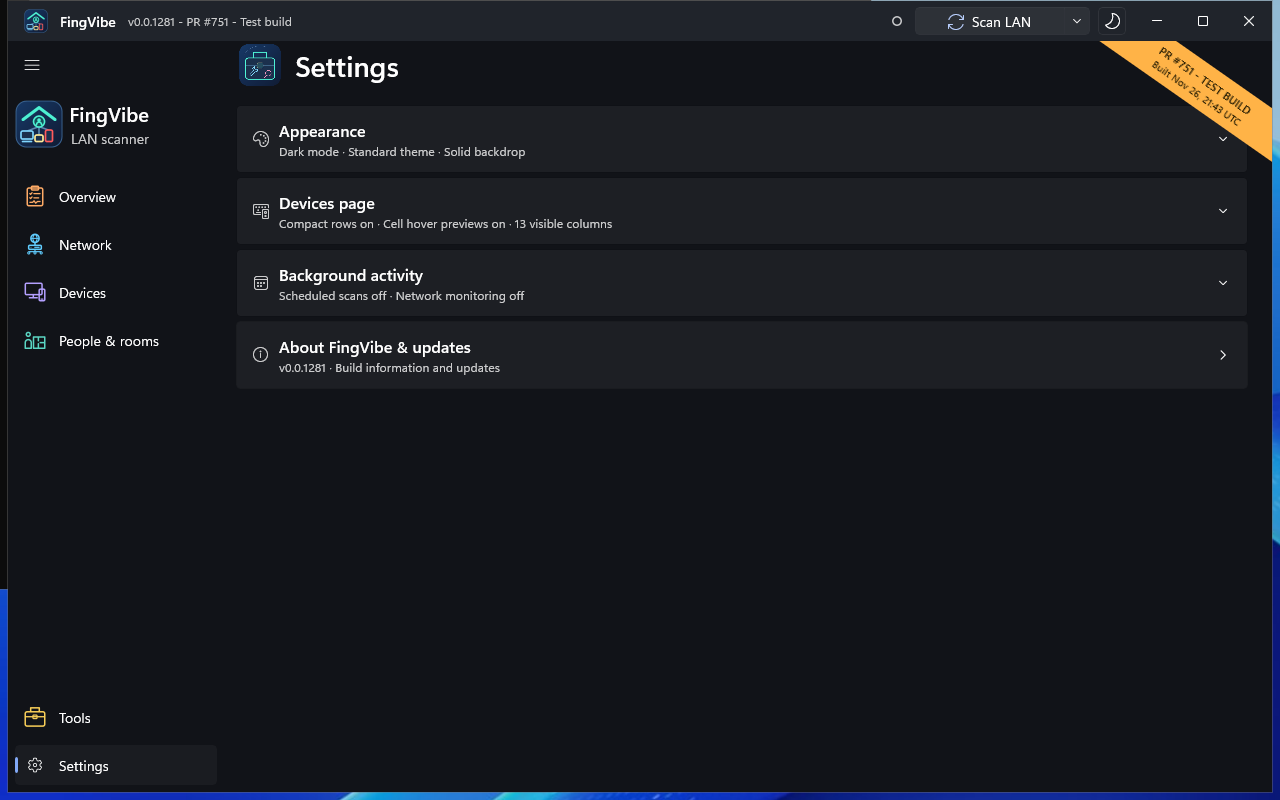 FingVibe v0.0.1281 - PR #751 - Test build
Scan LAN
PR #751 - TEST BUILD
Built Nov 26, 21:43 UTC
FingVibe
LAN scanner
Overview
Network
Devices
People & rooms
Tools
Settings
Settings
Appearance
Dark mode · Standard theme · Solid backdrop
Devices page
Compact rows on · Cell hover previews on · 13 visible columns
Background activity
Scheduled scans off · Network monitoring off
About FingVibe & updates
v0.0.1281 · Build information and updates